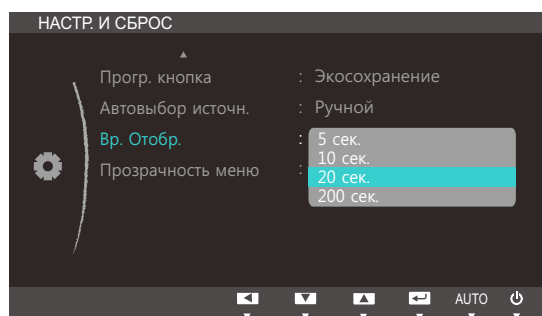 НАСТР. И СБРОС
Прогр. кнопка : Экосохранение
Автовыбор источн. : Ручной
Вр. Отобр. : 5 сек.
10 сек.
20 сек.
Прозрачность меню :
200 сек.
AUTO